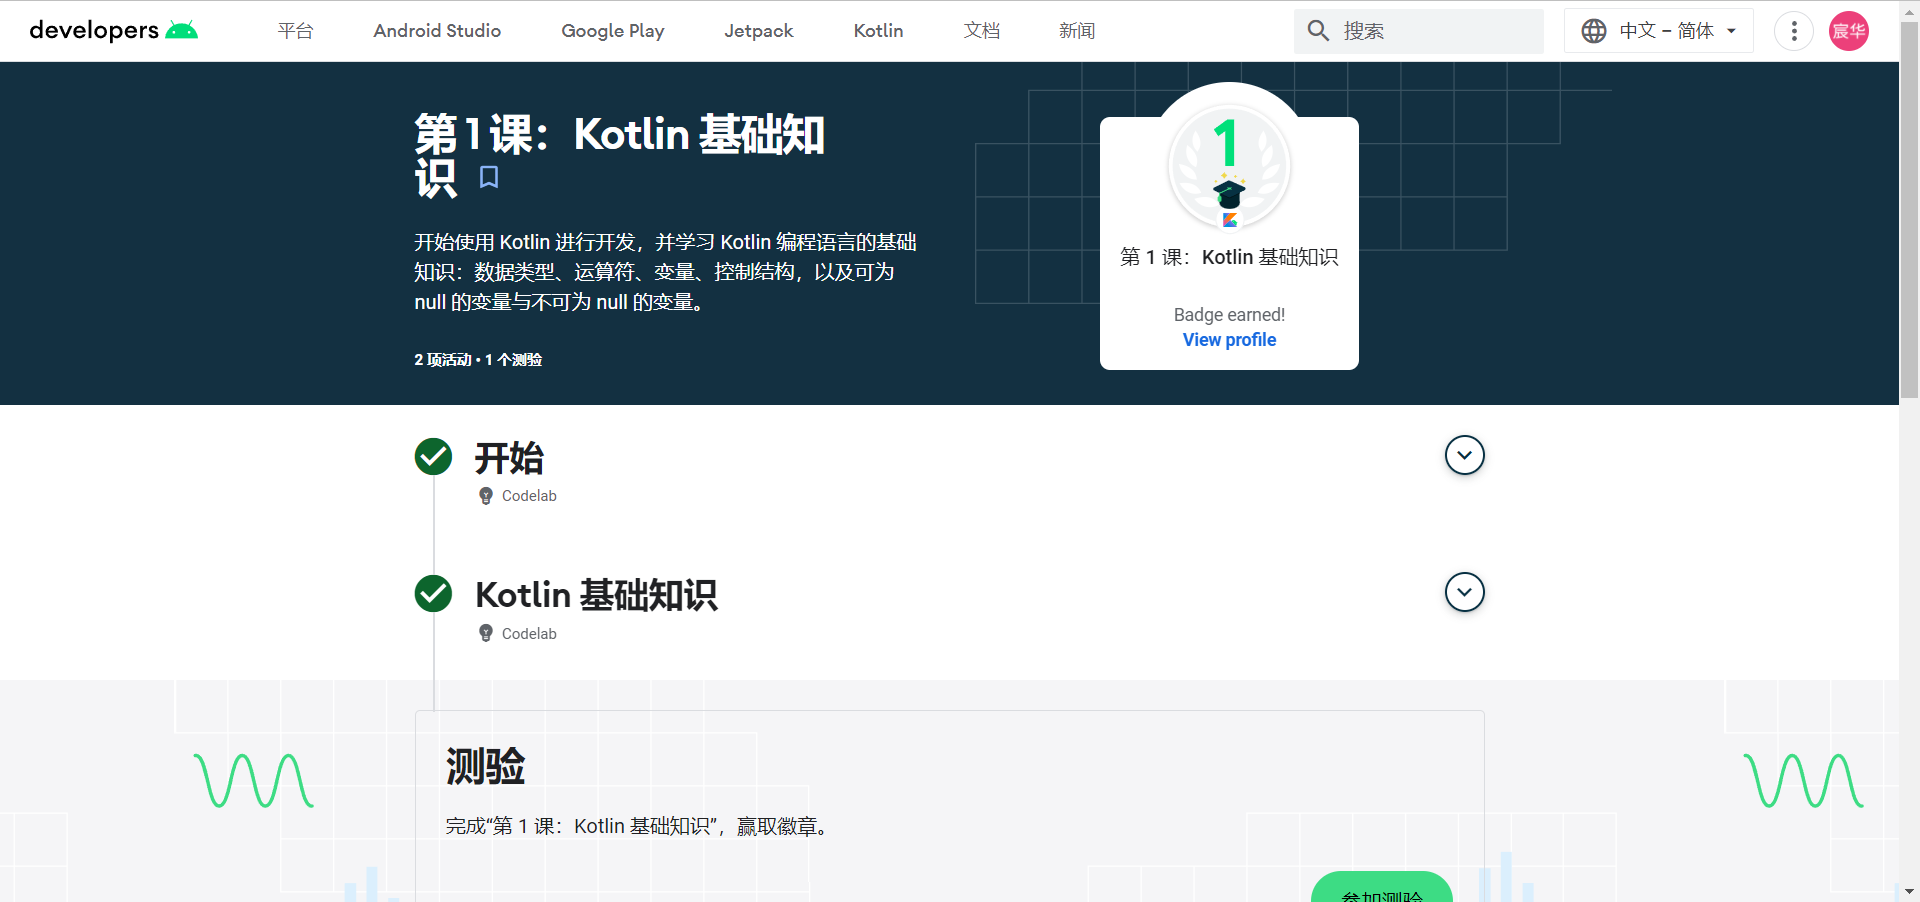 developers
平台
Android Studio
Google Play
Jetpack
Kotlin
文档
新闻
搜索
中文 – 简体
宸华
第 1 课：Kotlin 基础知
识
开始使用 Kotlin 进行开发，并学习 Kotlin 编程语言的基础
知识：数据类型、运算符、变量、控制结构，以及可为
null 的变量与不可为 null 的变量。
2 项活动 • 1 个测验
1
第 1 课：Kotlin 基础知识
Badge earned!
View profile
开始
Codelab
Kotlin 基础知识
Codelab
测验
完成“第 1 课：Kotlin 基础知识”，赢取徽章。
参加测验